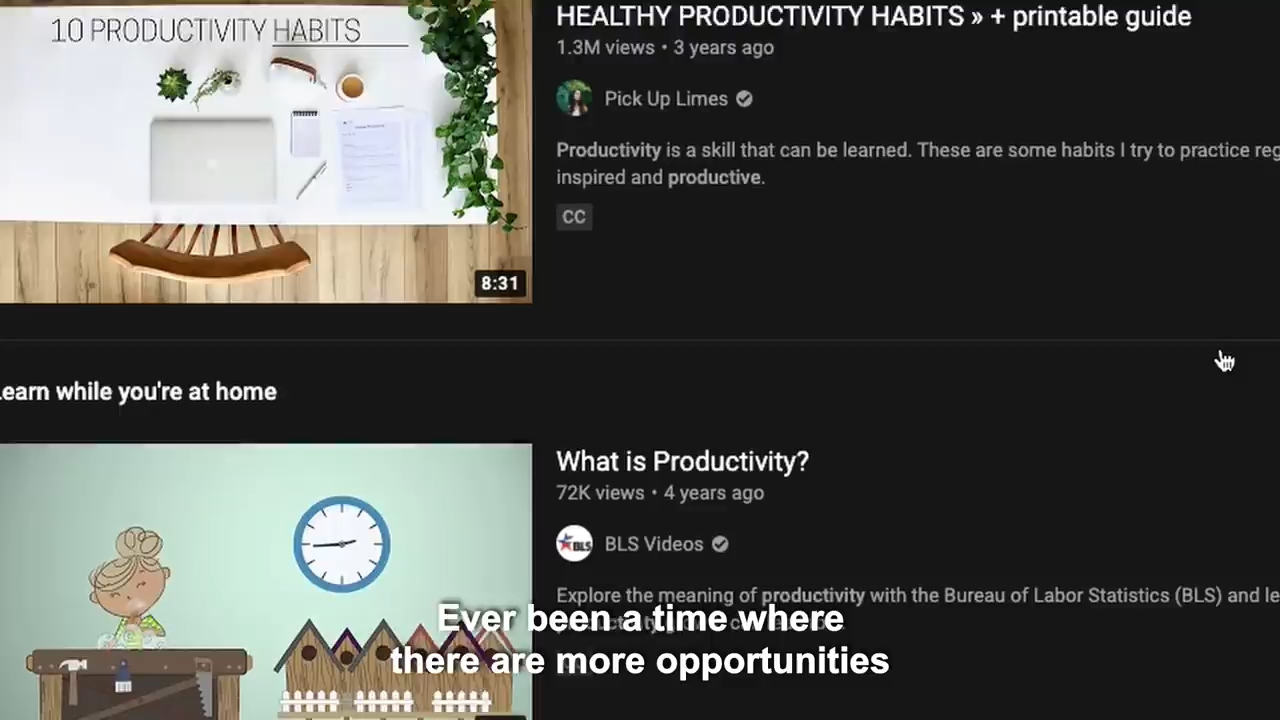 10 PRODUCTIVITY HABITS
8:31
HEALTHY PRODUCTIVITY HABITS » + printable guide
1.3M views • 3 years ago
Pick Up Limes
Productivity is a skill that can be learned. These are some habits I try to practice
inspired and productive.
CC
Learn while you're at home
What is Productivity?
72K views • 4 years ago
BLS
BLS Videos
Explore the meaning of productivity with the Bureau of Labor Statistics (BLS) and
Ever been a time where
there are more opportunities